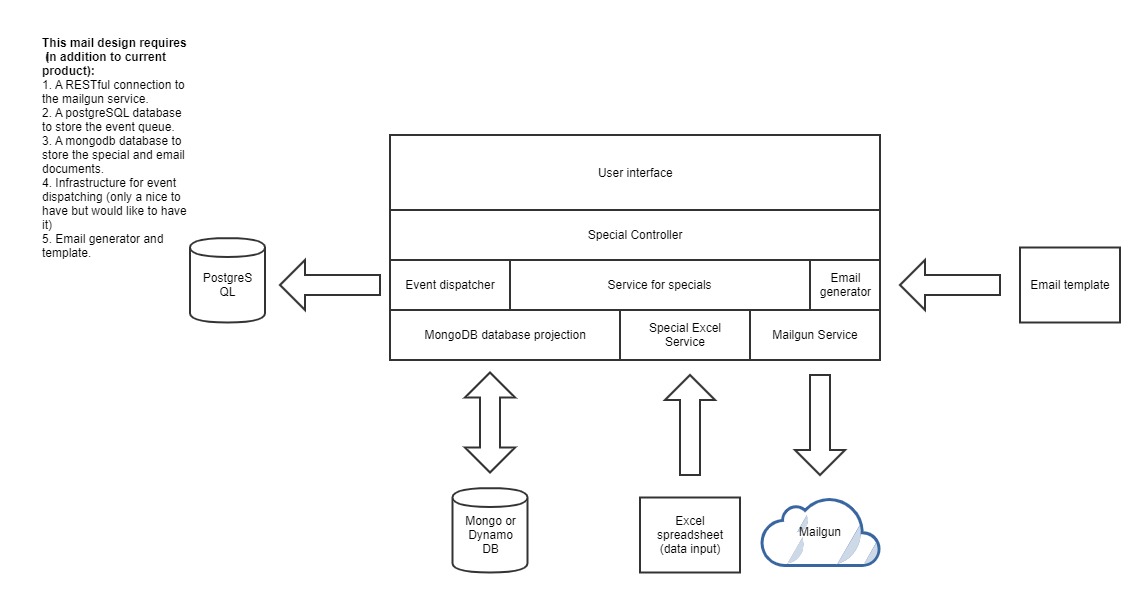 This mail design requires
(in addition to current
product):
1. A RESTful connection to
the mailgun service.
2. A postgreSQL database
to store the event queue.
3. A mongodb database to
store the special and email
documents.
4. Infrastructure for event
dispatching (only a nice to
have but would like to have
it)
5. Email generator and
template.
User interface
Special Controller
Event dispatcher
Service for specials
Email
generator
MongoDB database projection
Special Excel
Service
Mailgun Service
PostgreS
QL
Email template
Mongo or
Dynamo
DB
Excel
spreadsheet
(data input)
Mailgun